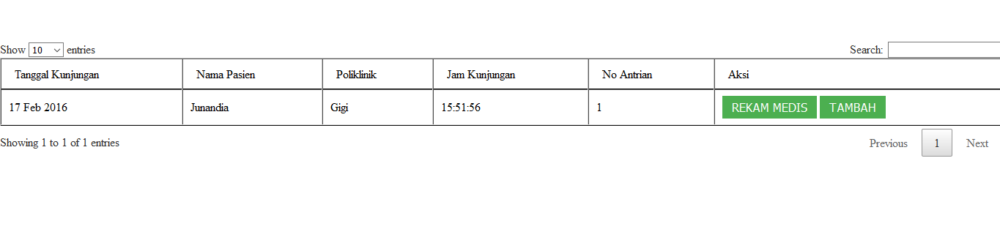 Show 10 entries Search:
Tanggal Kunjungan Nama Pasien Poliklinik Jam Kunjungan No Antrian Aksi
17 Feb 2016 Junandia Gigi 15:51:56 1 REKAM MEDIS TAMBAH
Showing 1 to 1 of 1 entries Previous 1 Next